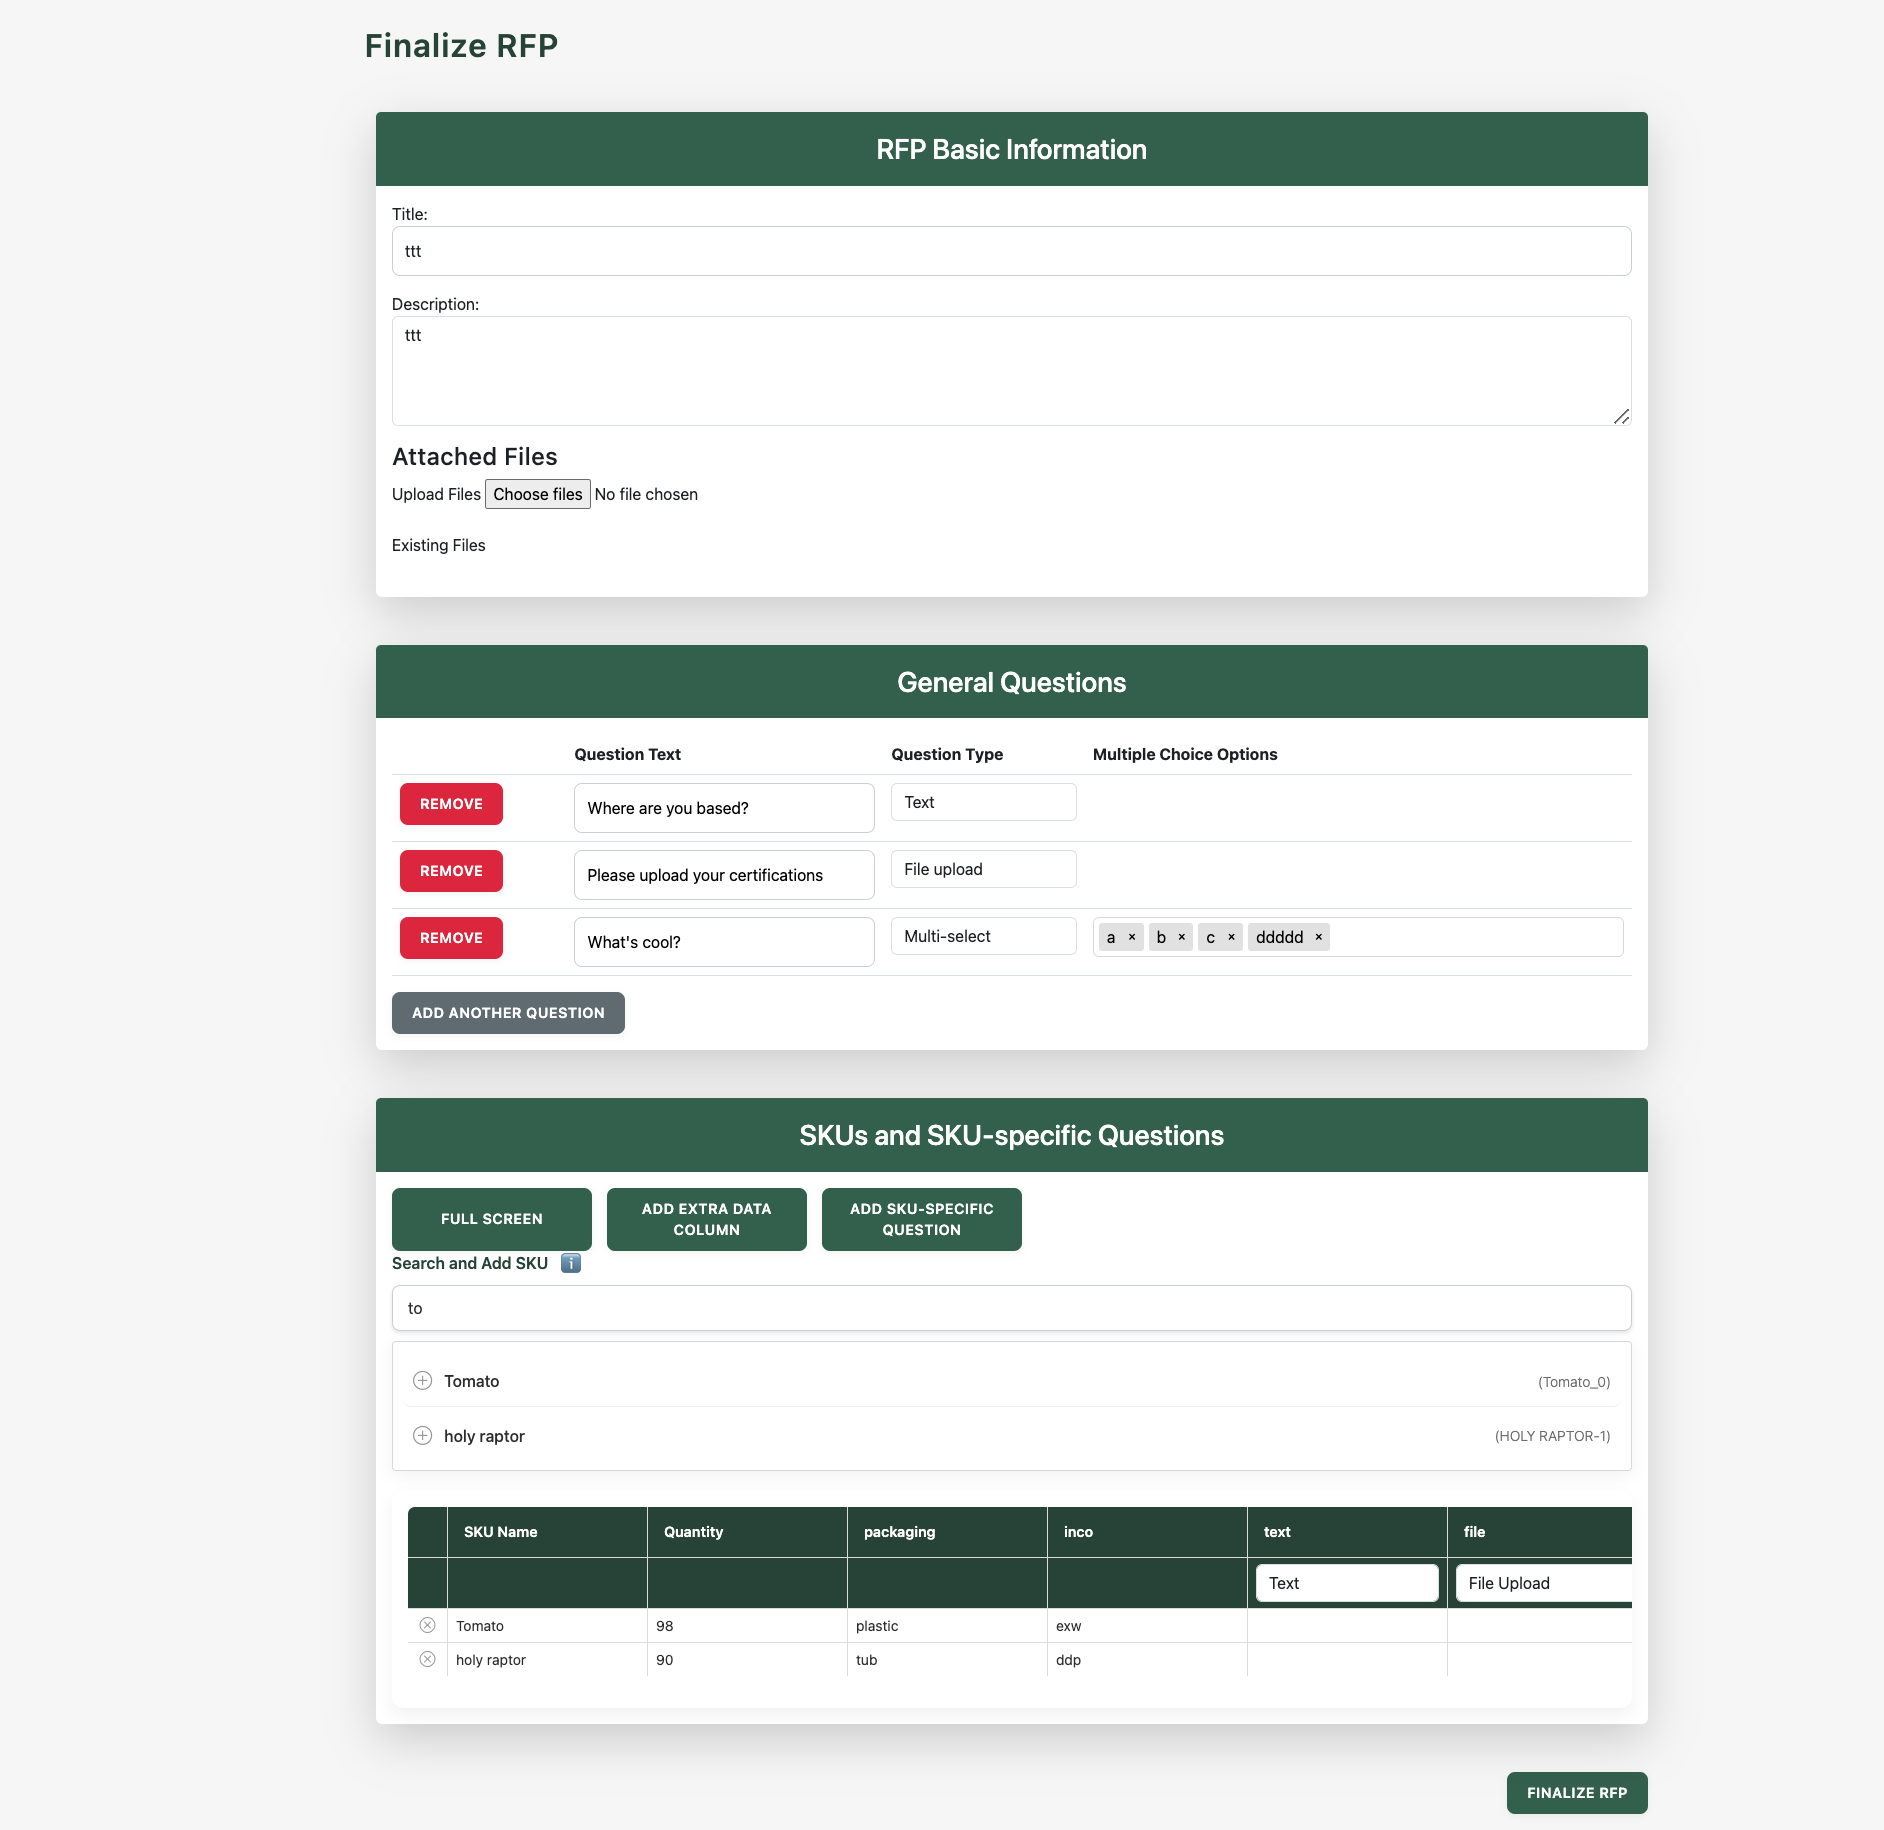 Finalize RFP
RFP Basic Information
Title:
ttt
Description:
ttt
Attached Files
Upload Files Choose files No file chosen
Existing Files
General Questions
Question Text Question Type Multiple Choice Options
REMOVE Where are you based? Text
REMOVE Please upload your certifications File upload
REMOVE What's cool? Multi-select a × b × c × ddddd ×
ADD ANOTHER QUESTION
SKUs and SKU-specific Questions
FULL SCREEN
ADD EXTRA DATA
COLUMN
ADD SKU-SPECIFIC
QUESTION
Search and Add SKU ℹ️
to
Tomato (Tomato_0)
holy raptor (HOLY RAPTOR-1)
SKU Name Quantity packaging inco text file
Text File Upload
Tomato 98 plastic exw
holy raptor 90 tub ddp
FINALIZE RFP